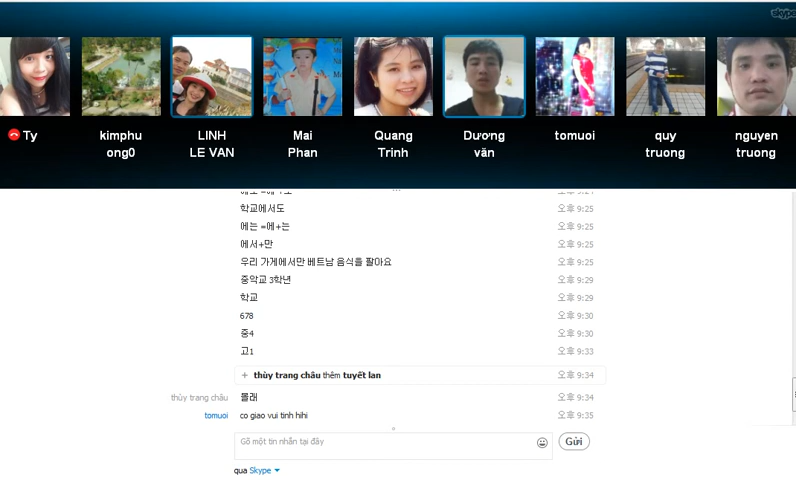 skype
Ty
kimphu
ong0
LINH
LE VAN
Mai
Phan
Quang
Trinh
Dương
văn
tomuoi
quy
truong
nguyen
truong
학교에서도 오후 9:25
에는 =에+는 오후 9:25
에서+만 오후 9:25
우리 가게에서만 베트남 음식을 팔아요 오후 9:25
중악교 3학년 오후 9:29
학교 오후 9:29
678 오후 9:30
중4 오후 9:30
고1 오후 9:33
+ thùy trang châu thêm tuyết lan 오후 9:34
thùy trang châu 몰래 오후 9:34
tomuoi co giao vui tinh hihi 오후 9:35
Gõ một tin nhắn tại đây Gửi
qua Skype